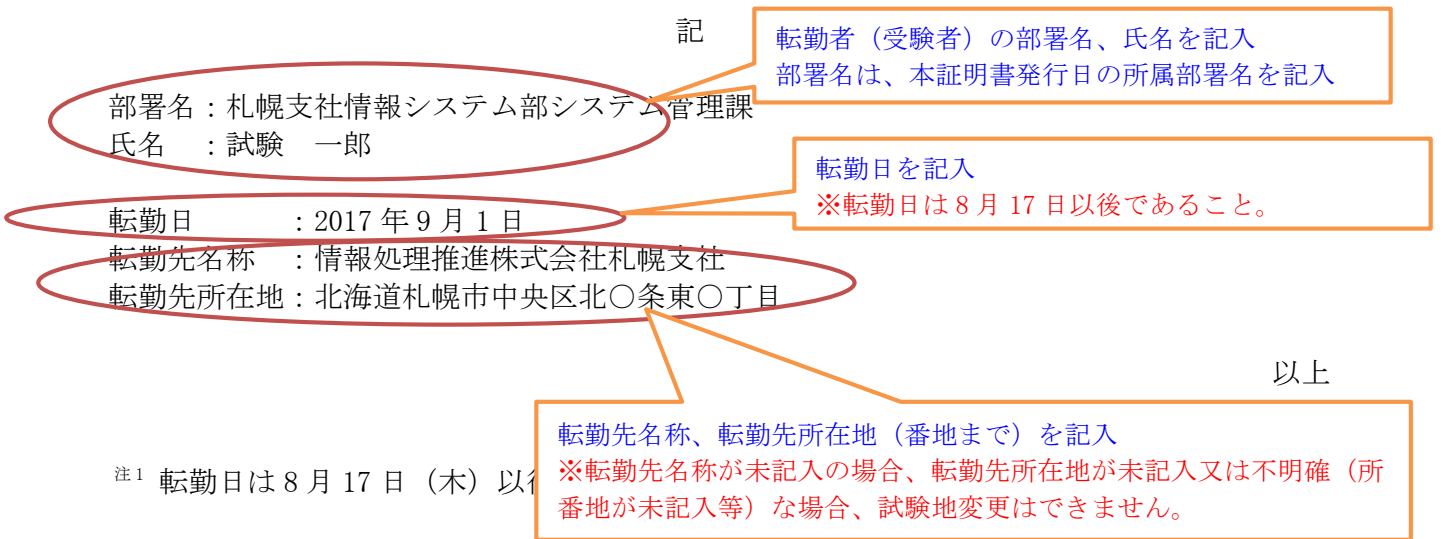 記
転勤者（受験者）の部署名、氏名を記入
部署名は、本証明書発行日の所属部署名を記入
部署名：札幌支社情報システム部システム管理課
氏名　：試験　一郎
転勤日を記入
※転勤日は 8 月 17 日以後であること。
転勤日　　　：2017 年 9 月 1 日
転勤先名称　：情報処理推進株式会社札幌支社
転勤先所在地：北海道札幌市中央区北○条東○丁目
以上
転勤先名称、転勤先所在地（番地まで）を記入
※転勤先名称が未記入の場合、転勤先所在地が未記入又は不明確（所
番地が未記入等）な場合、試験地変更はできません。
注1 転勤日は 8 月 17 日（木）以